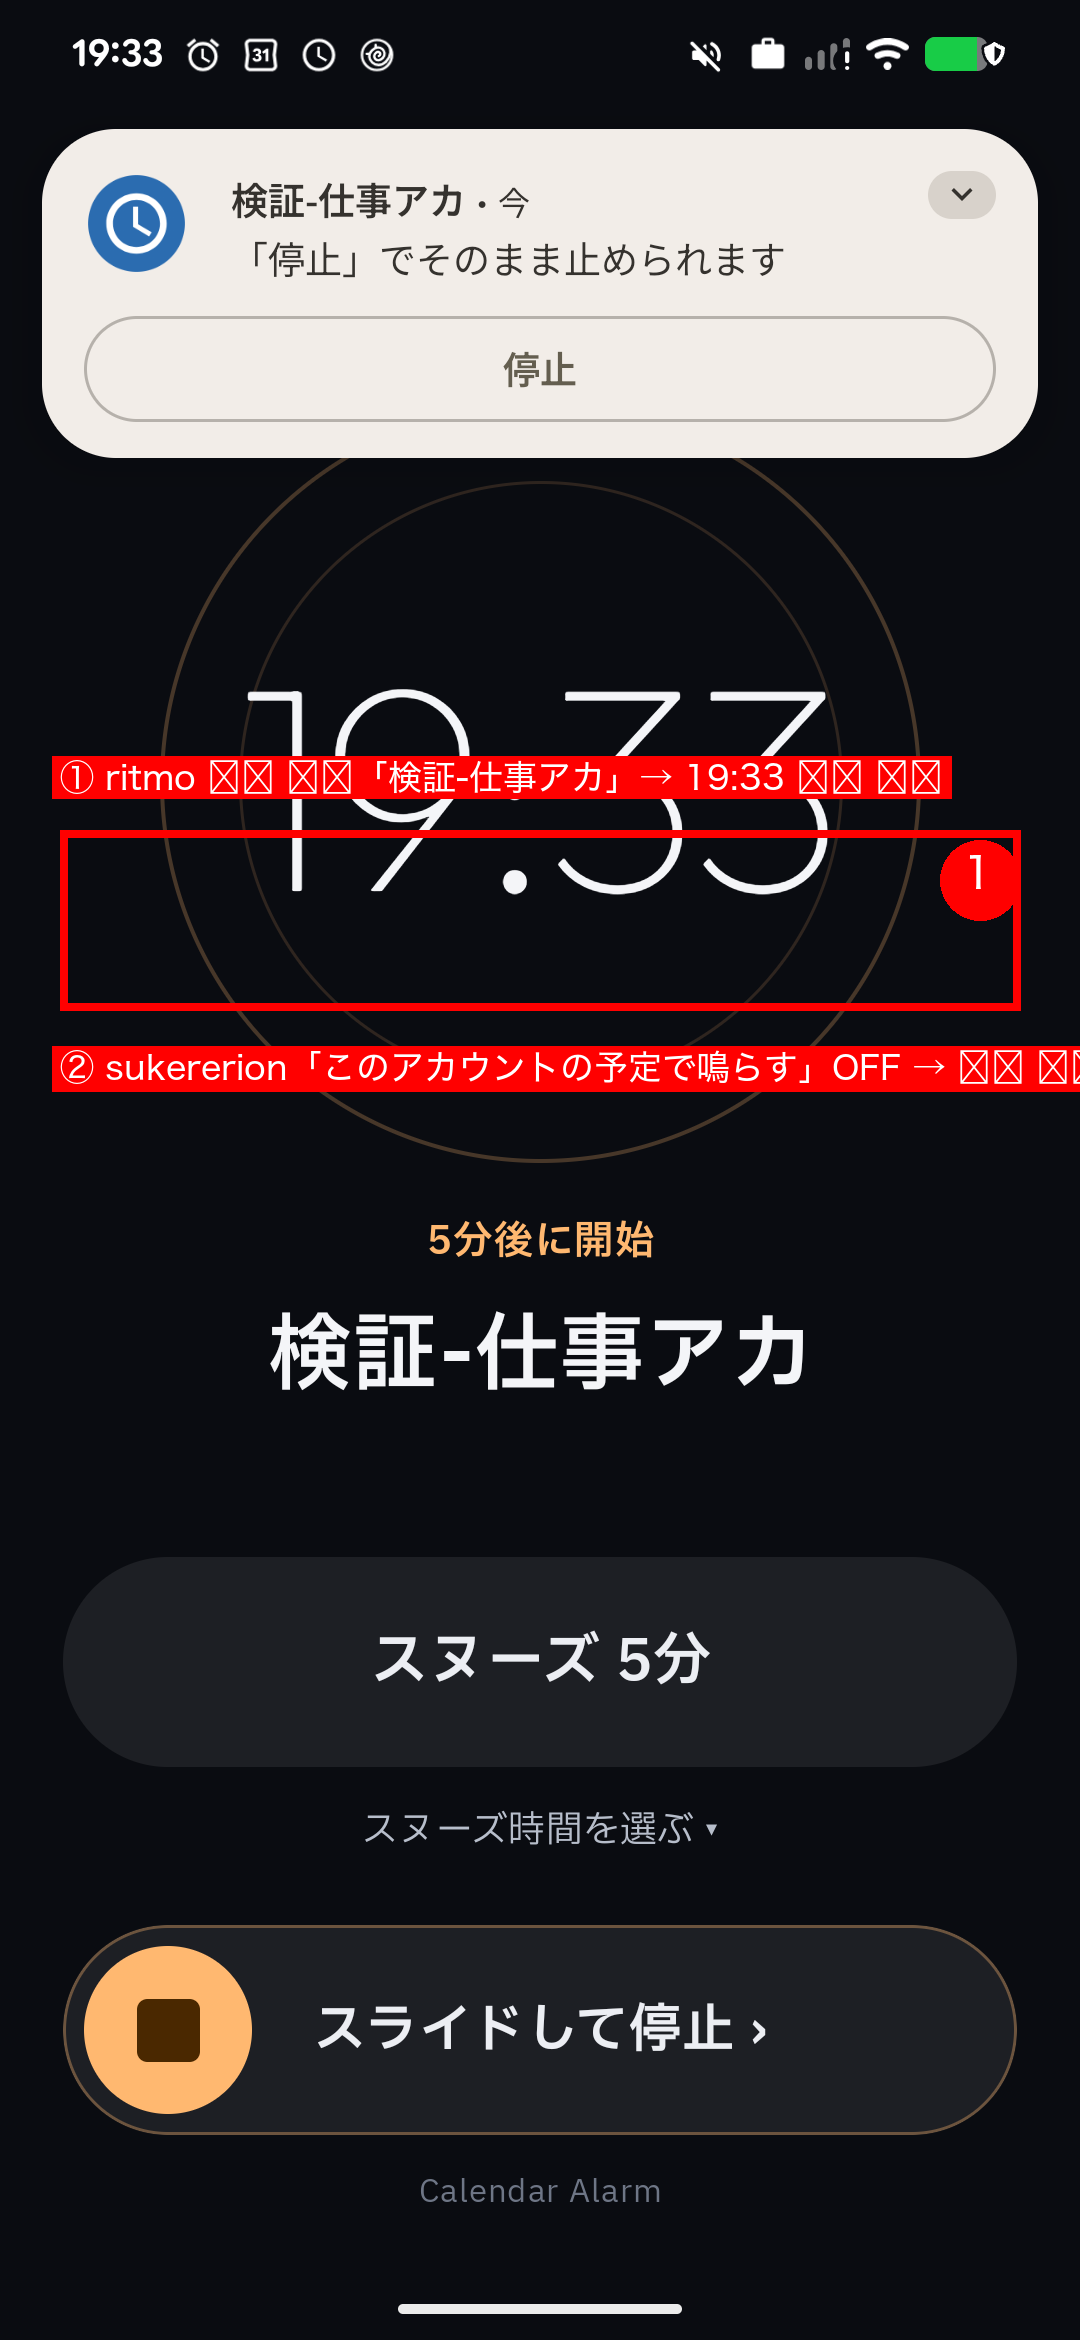 19:33
31
検証-仕事アカ・今
「停止」でそのまま止められます
停止
19.33
① ritmo 「検証-仕事アカ」→ 19:33
1
② sukererion「このアカウントの予定で鳴らす」OFF →
5分後に開始
検証-仕事アカ
スヌーズ 5分
スヌーズ時間を選ぶ ▾
スライドして停止 ›
Calendar Alarm